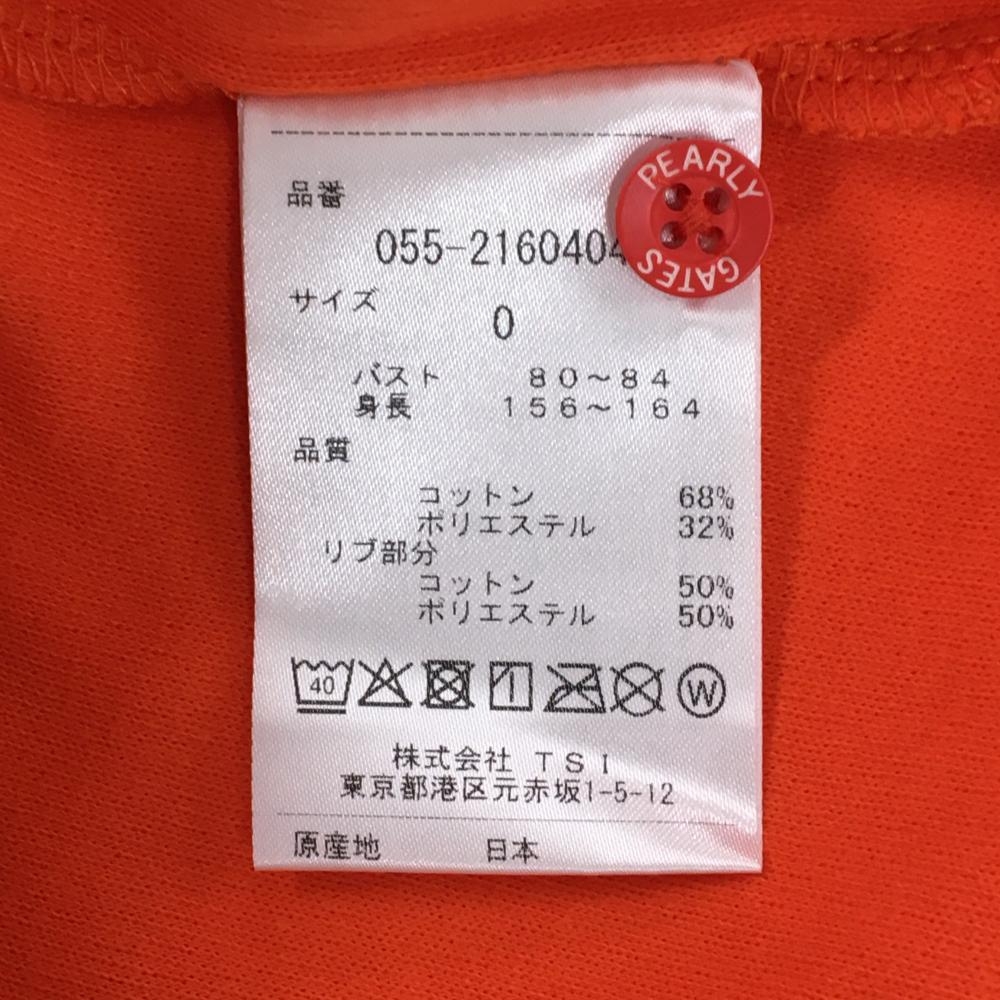 品番
PEARLY GATES
055-2160404
サイズ
0
バスト 80～84
身長 156～164
品質
コットン 68%
ポリエステル 32%
リブ部分
コットン 50%
ポリエステル 50%
40 W
株式会社 TSI
東京都港区元赤坂1-5-12
原産地 日本